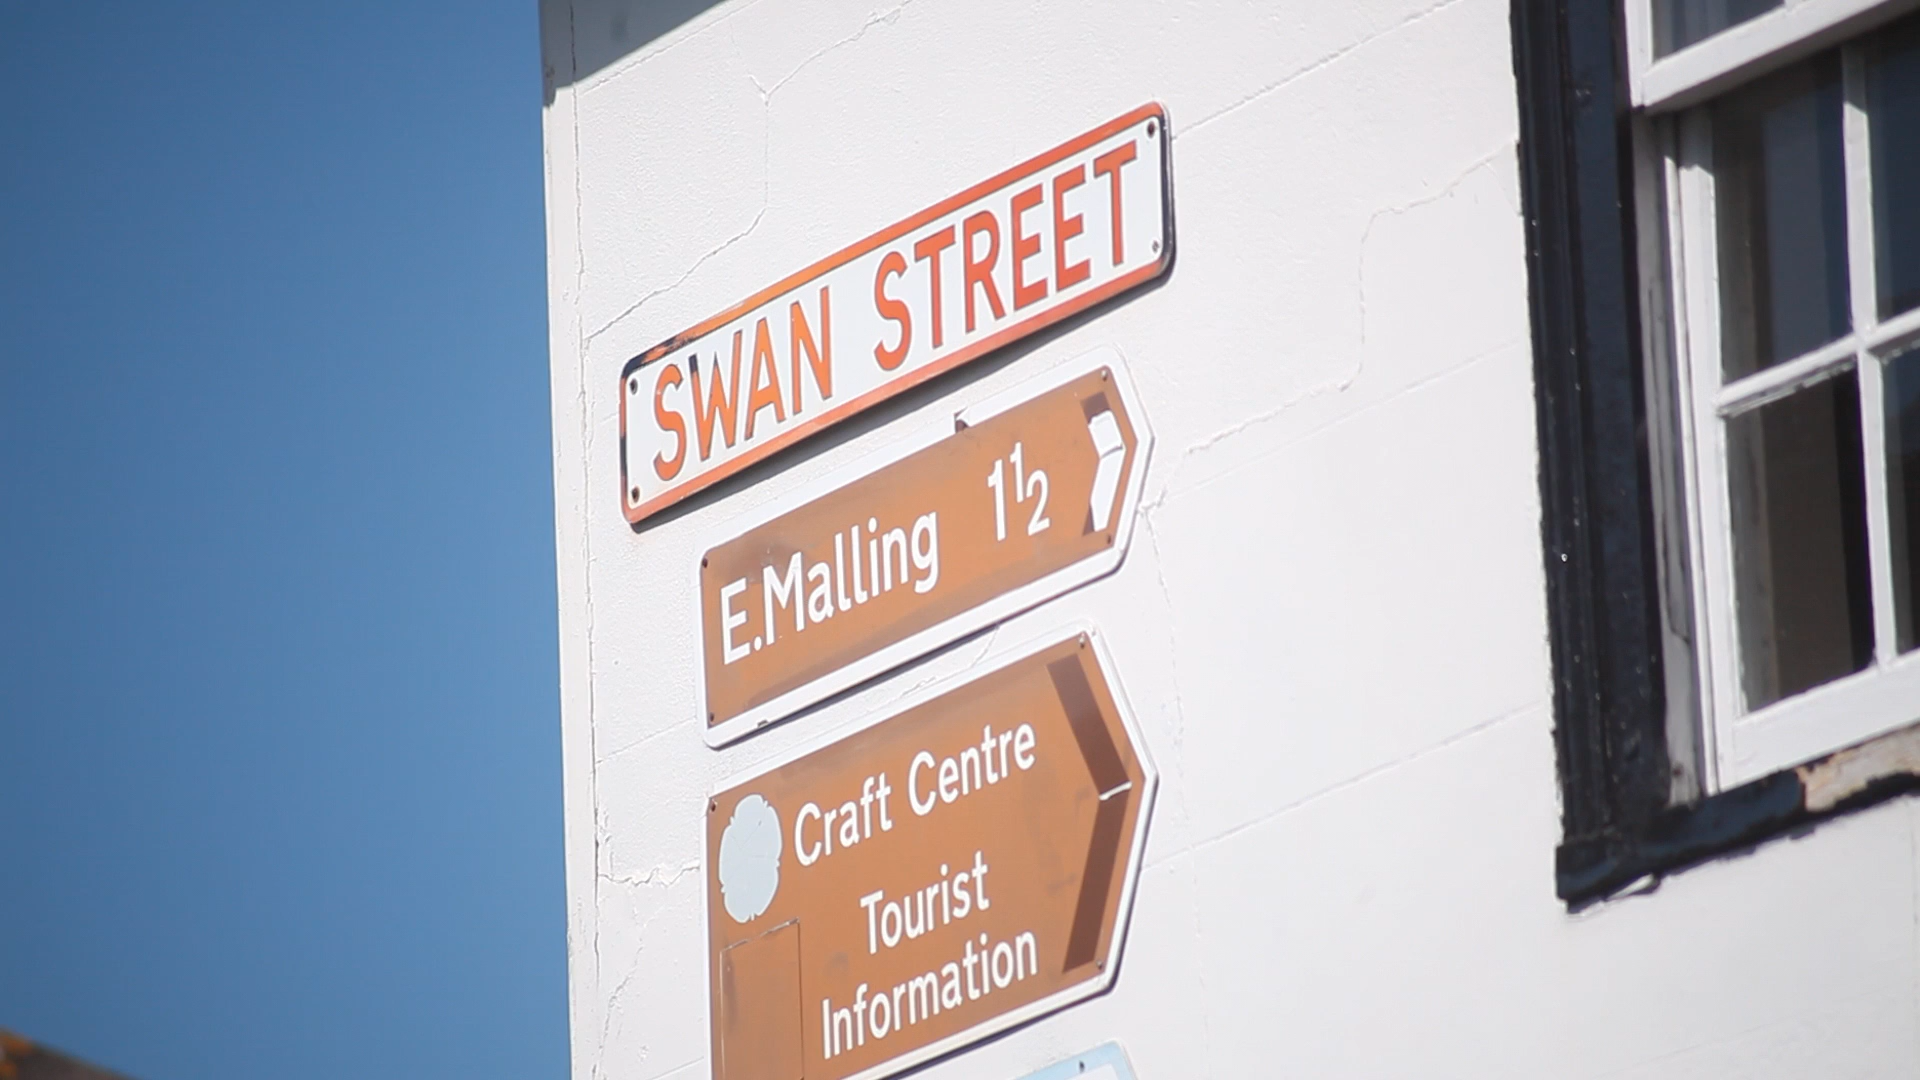 SWAN STREET
E.Malling 1½
Craft Centre
Tourist
Information